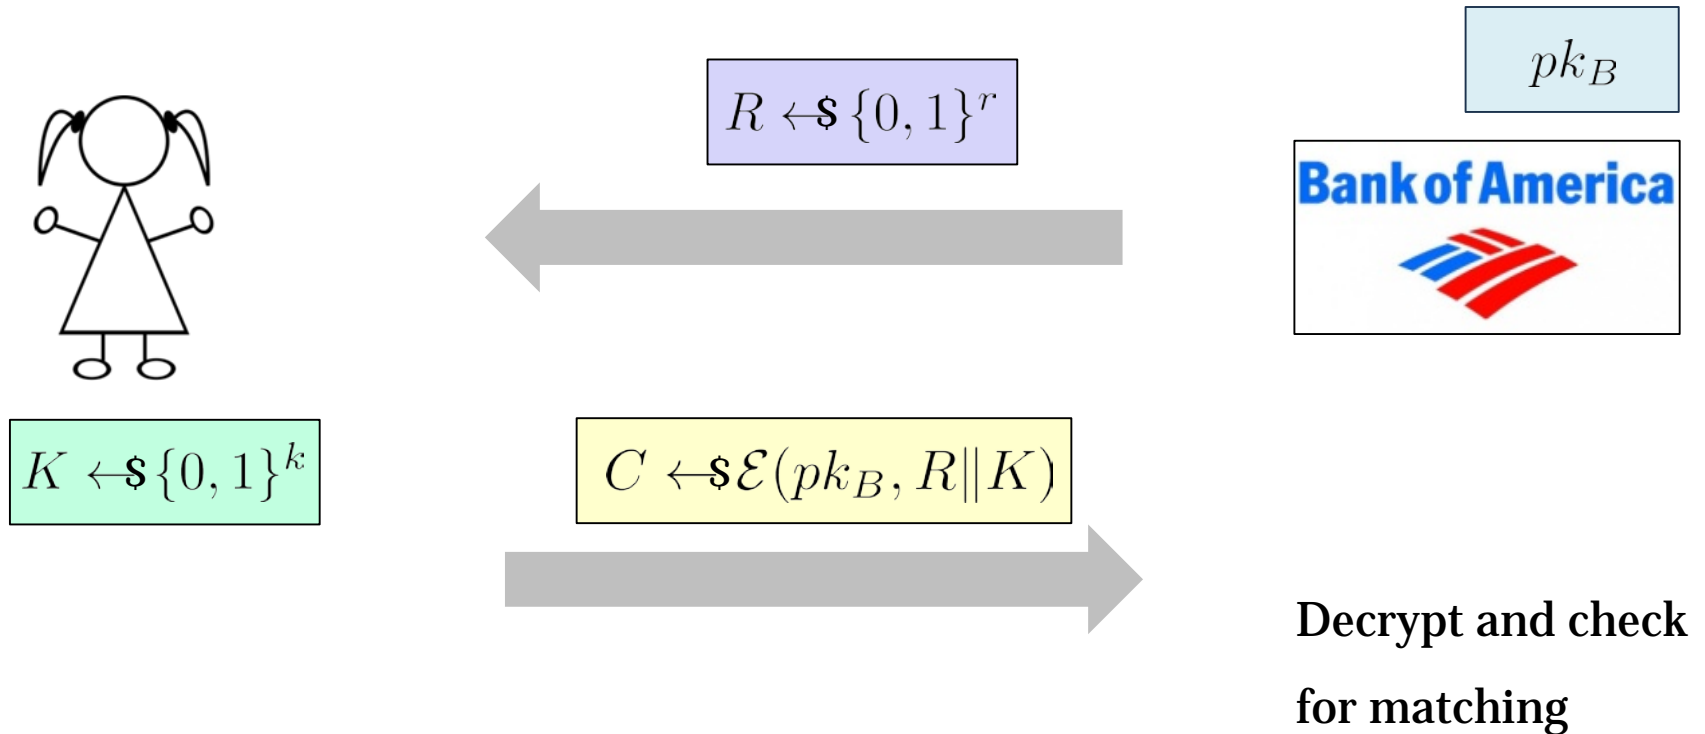 pk_B
R ←$ {0, 1}^r
Bank of America
K ←$ {0, 1}^k
C ←$ ℰ(pk_B, R‖K)
Decrypt and check
for matching